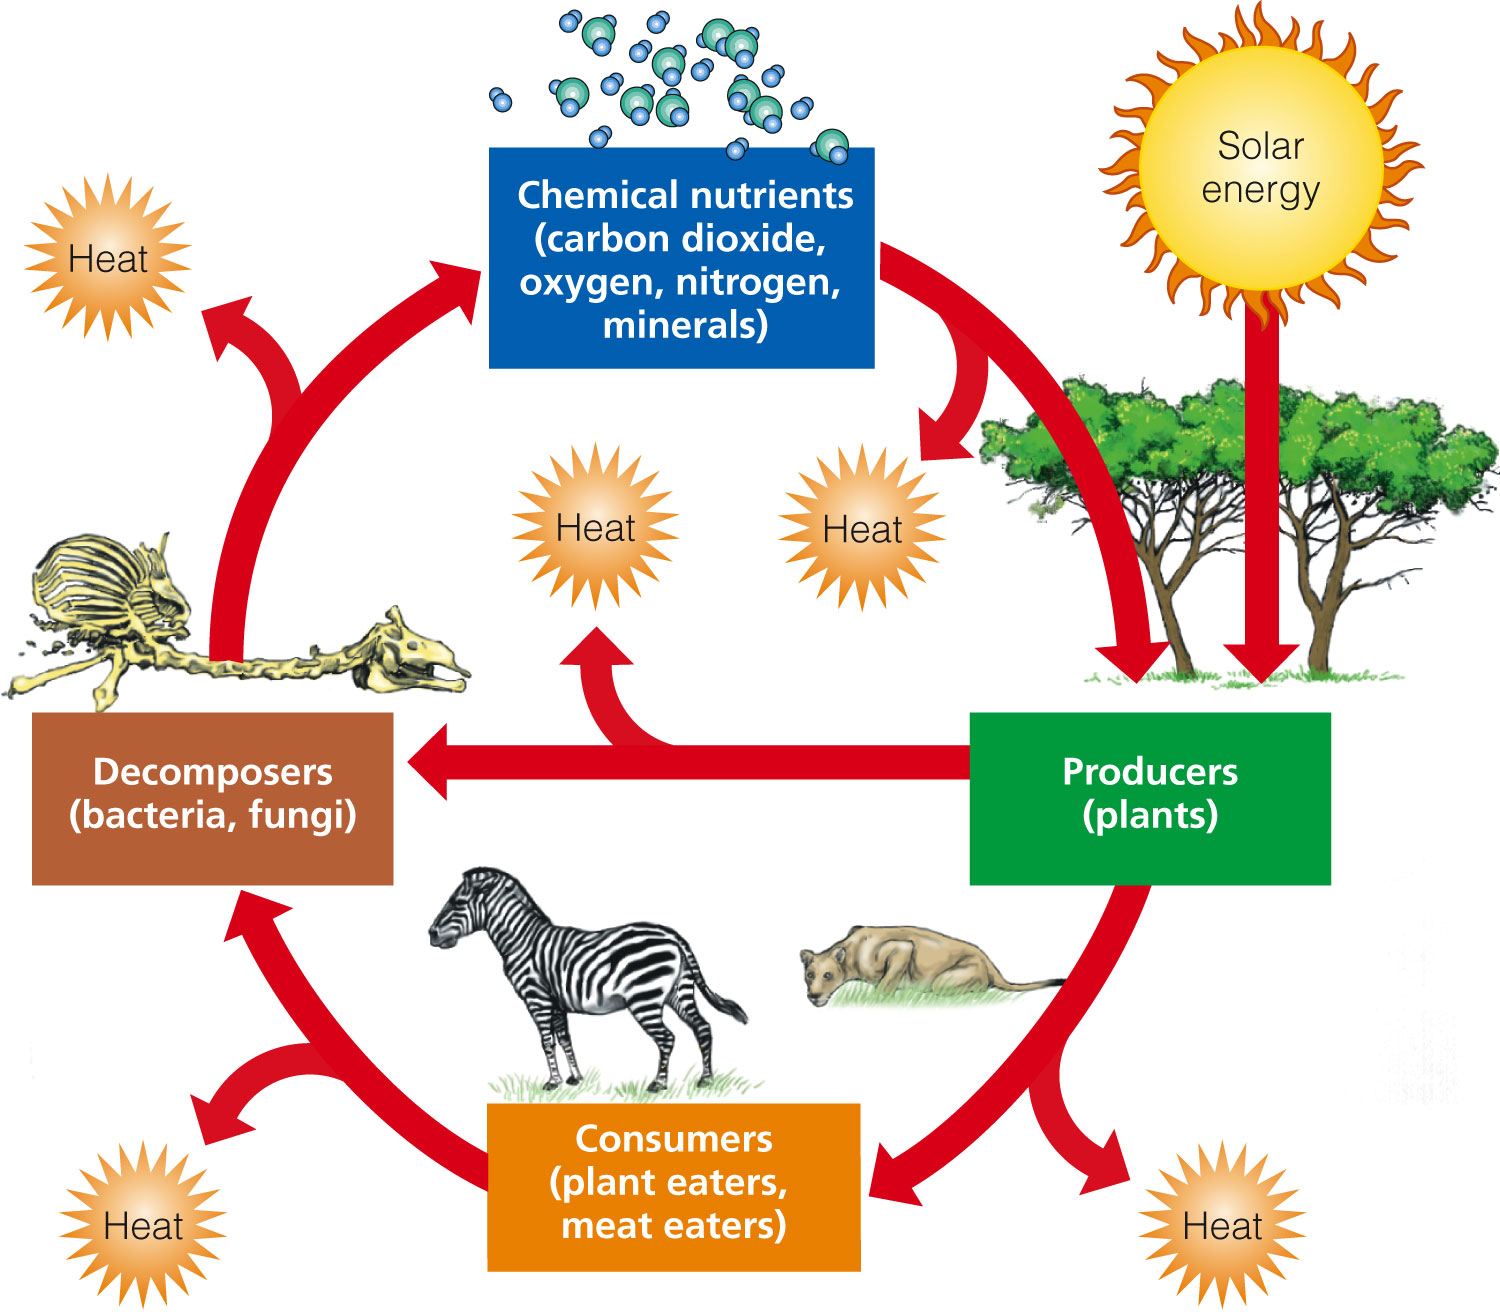 Solar
energy
Chemical nutrients
(carbon dioxide,
oxygen, nitrogen,
minerals)
Heat
Heat
Heat
Decomposers
(bacteria, fungi)
Producers
(plants)
Consumers
(plant eaters,
meat eaters)
Heat
Heat